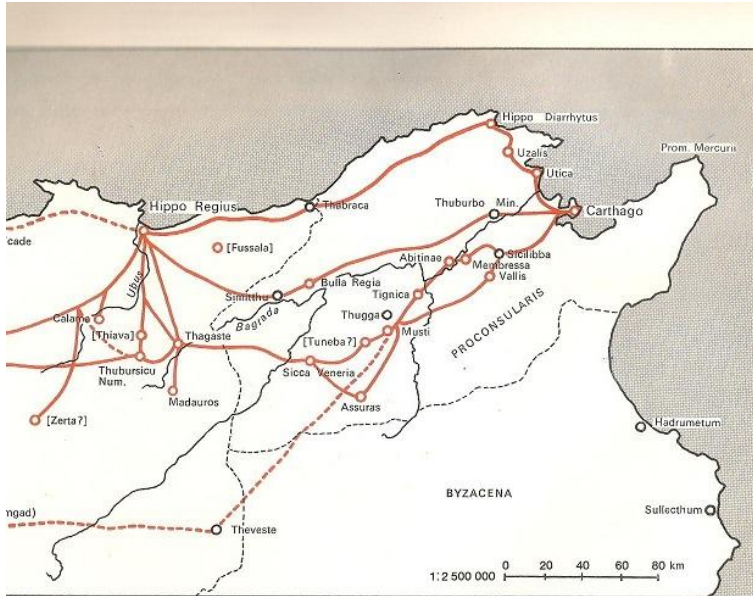 Hippo Diarrhytus
Uzalis
Prom. Mercurii
Utica
Hippo Regius
Thabraca
Thuburbo Min.
Carthago
cade
[Fussala]
Abitinae
Sicilibba
Membressa
Ubus
Simitthu
Bulla Regia
Vallis
Tignica
Calama
Bagrada
Thugga
PROCONSULARIS
[Thiava]
Thagaste
[Tuneba?]
Musti
Thubursicu
Num.
Sicca Veneria
Madauros
Assuras
[Zerta?]
Hadrumetum
BYZACENA
mgad)
Theveste
Sullecthum
1:2 500 000
0 20 40 60 80 km